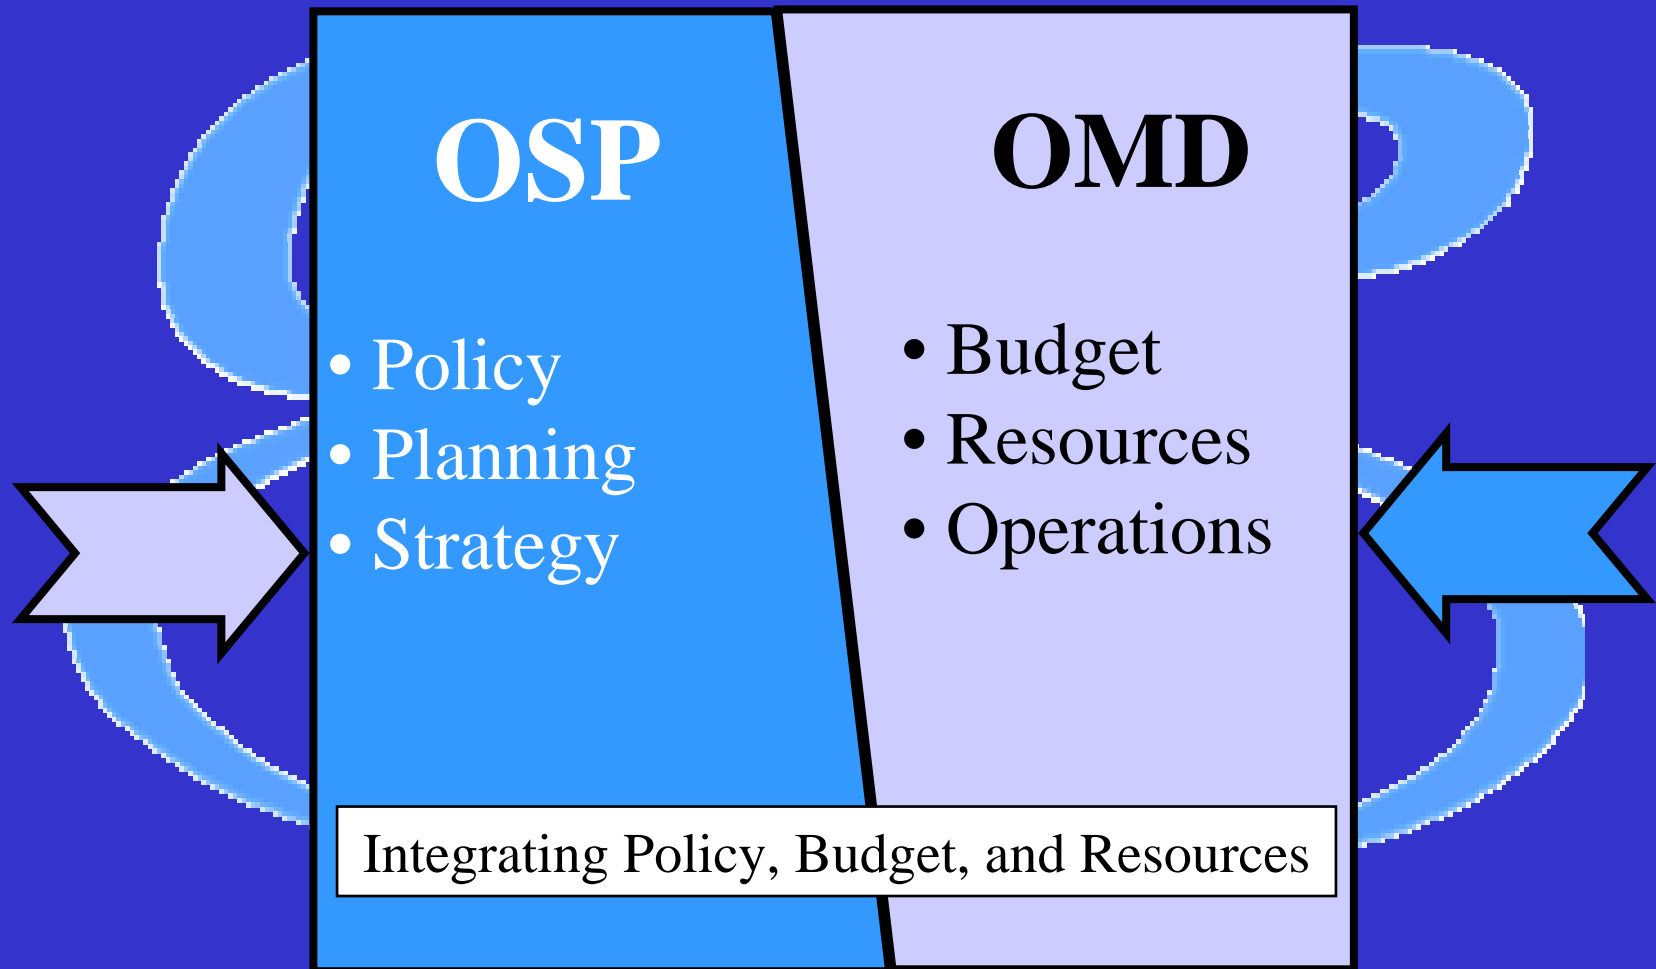 OSP
• Policy
• Planning
• Strategy
OMD
• Budget
• Resources
• Operations
Integrating Policy, Budget, and Resources